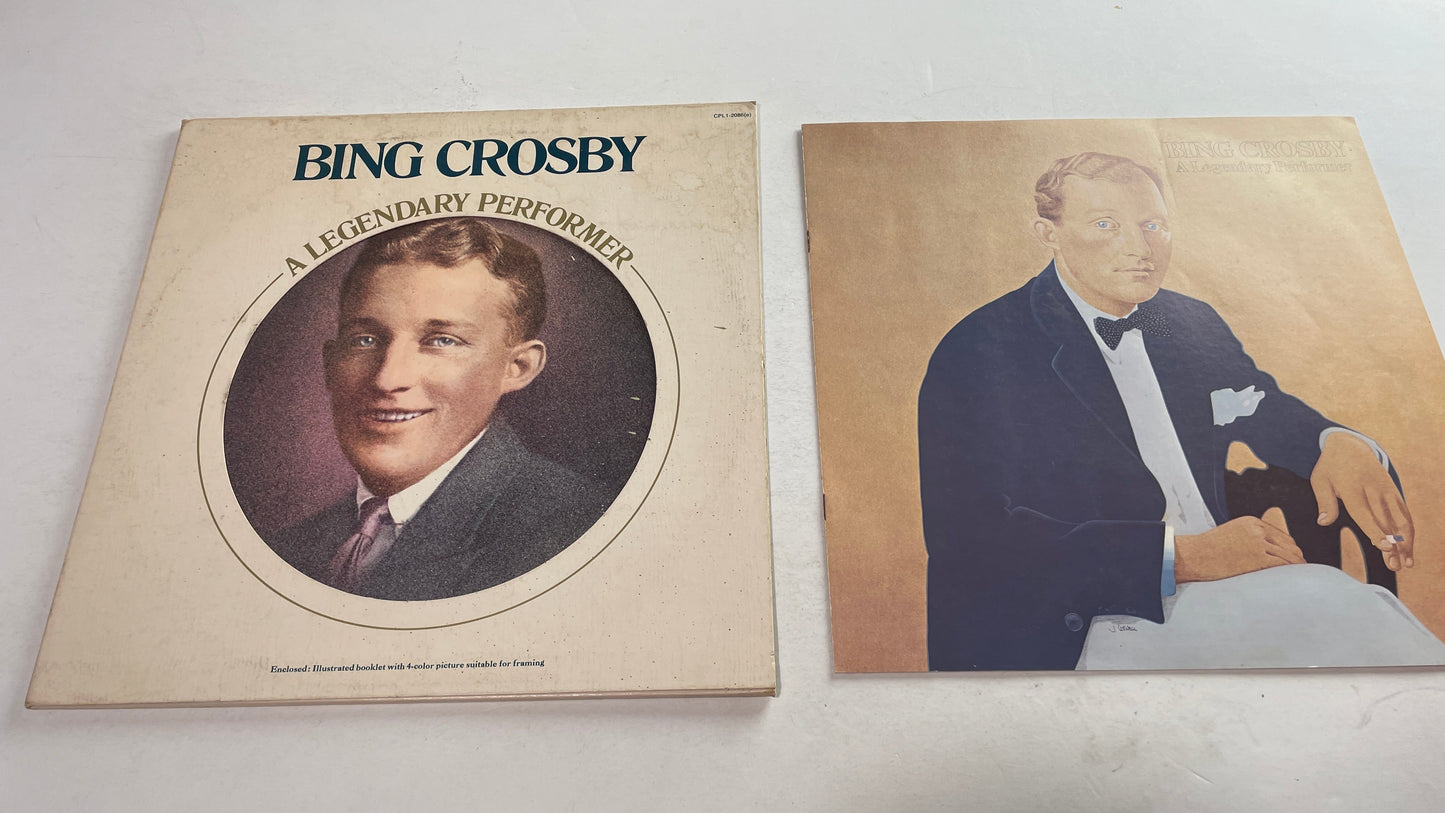 CPL1-2086(e)
BING CROSBY
A LEGENDARY PERFORMER
Enclosed: Illustrated booklet with 4-color picture suitable for framing
BING CROSBY
A Legendary Performer